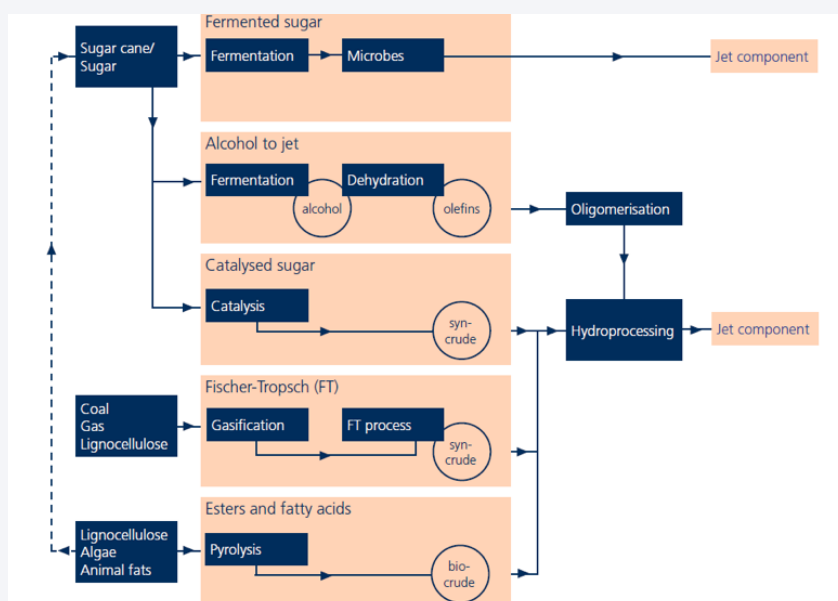 Fermented sugar
Sugar cane/
Sugar
Fermentation
Microbes
Jet component
Alcohol to jet
Fermentation
alcohol
Dehydration
olefins
Oligomerisation
Catalysed sugar
Catalysis
syn-
crude
Hydroprocessing
Jet component
Fischer-Tropsch (FT)
Coal
Gas
Lignocellulose
Gasification
FT process
syn-
crude
Esters and fatty acids
Lignocellulose
Algae
Animal fats
Pyrolysis
bio-
crude